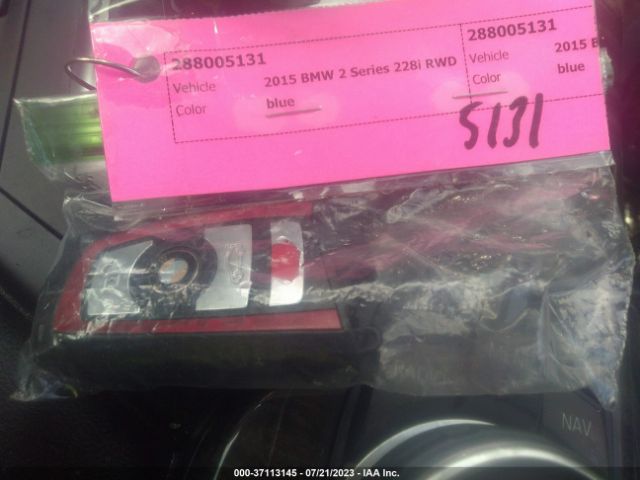 288005131
Vehicle 2015 BMW 2 Series 228i RWD
Color blue
288005131
Vehicle 2015 B
Color blue
5131
NAV
000-37113145 - 07/21/2023 - IAA Inc.